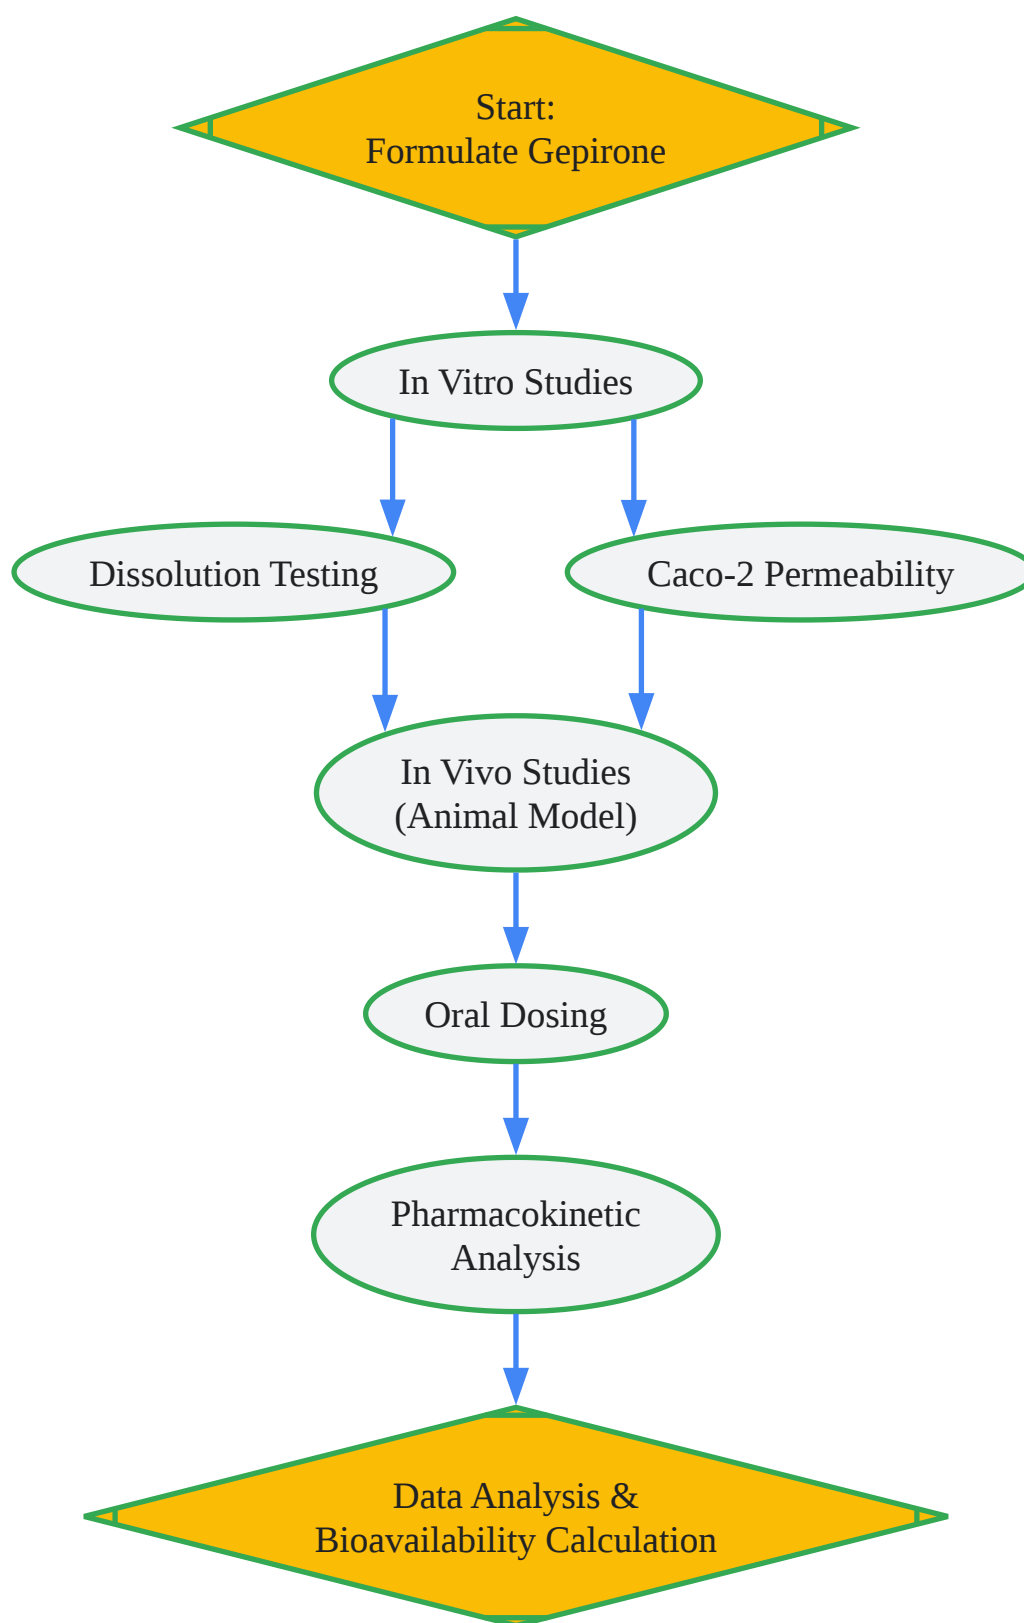 Start:
Formulate Gepirone
In Vitro Studies
Dissolution Testing
Caco-2 Permeability
In Vivo Studies
(Animal Model)
Oral Dosing
Pharmacokinetic
Analysis
Data Analysis &
Bioavailability Calculation